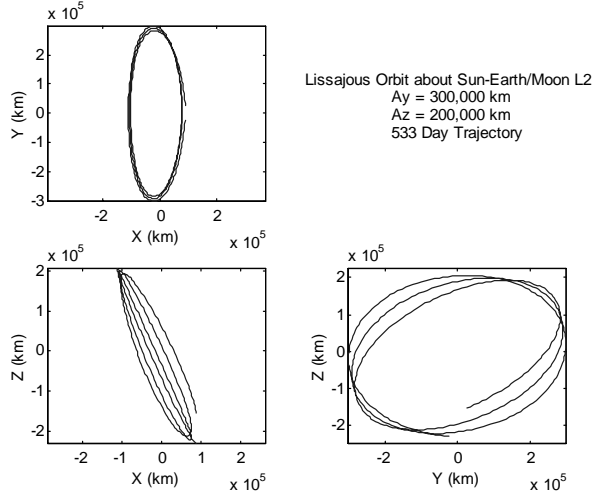 x 10^5
3
2
1
0
-1
-2
-3
Y (km)
-2 0 2
X (km)
x 10^5
Lissajous Orbit about Sun-Earth/Moon L2
Ay = 300,000 km
Az = 200,000 km
533 Day Trajectory
x 10^5
2
1
0
-1
-2
Z (km)
-2 -1 0 1 2
X (km)
x 10^5
x 10^5
2
1
0
-1
-2
Z (km)
-2 0 2
Y (km)
x 10^5